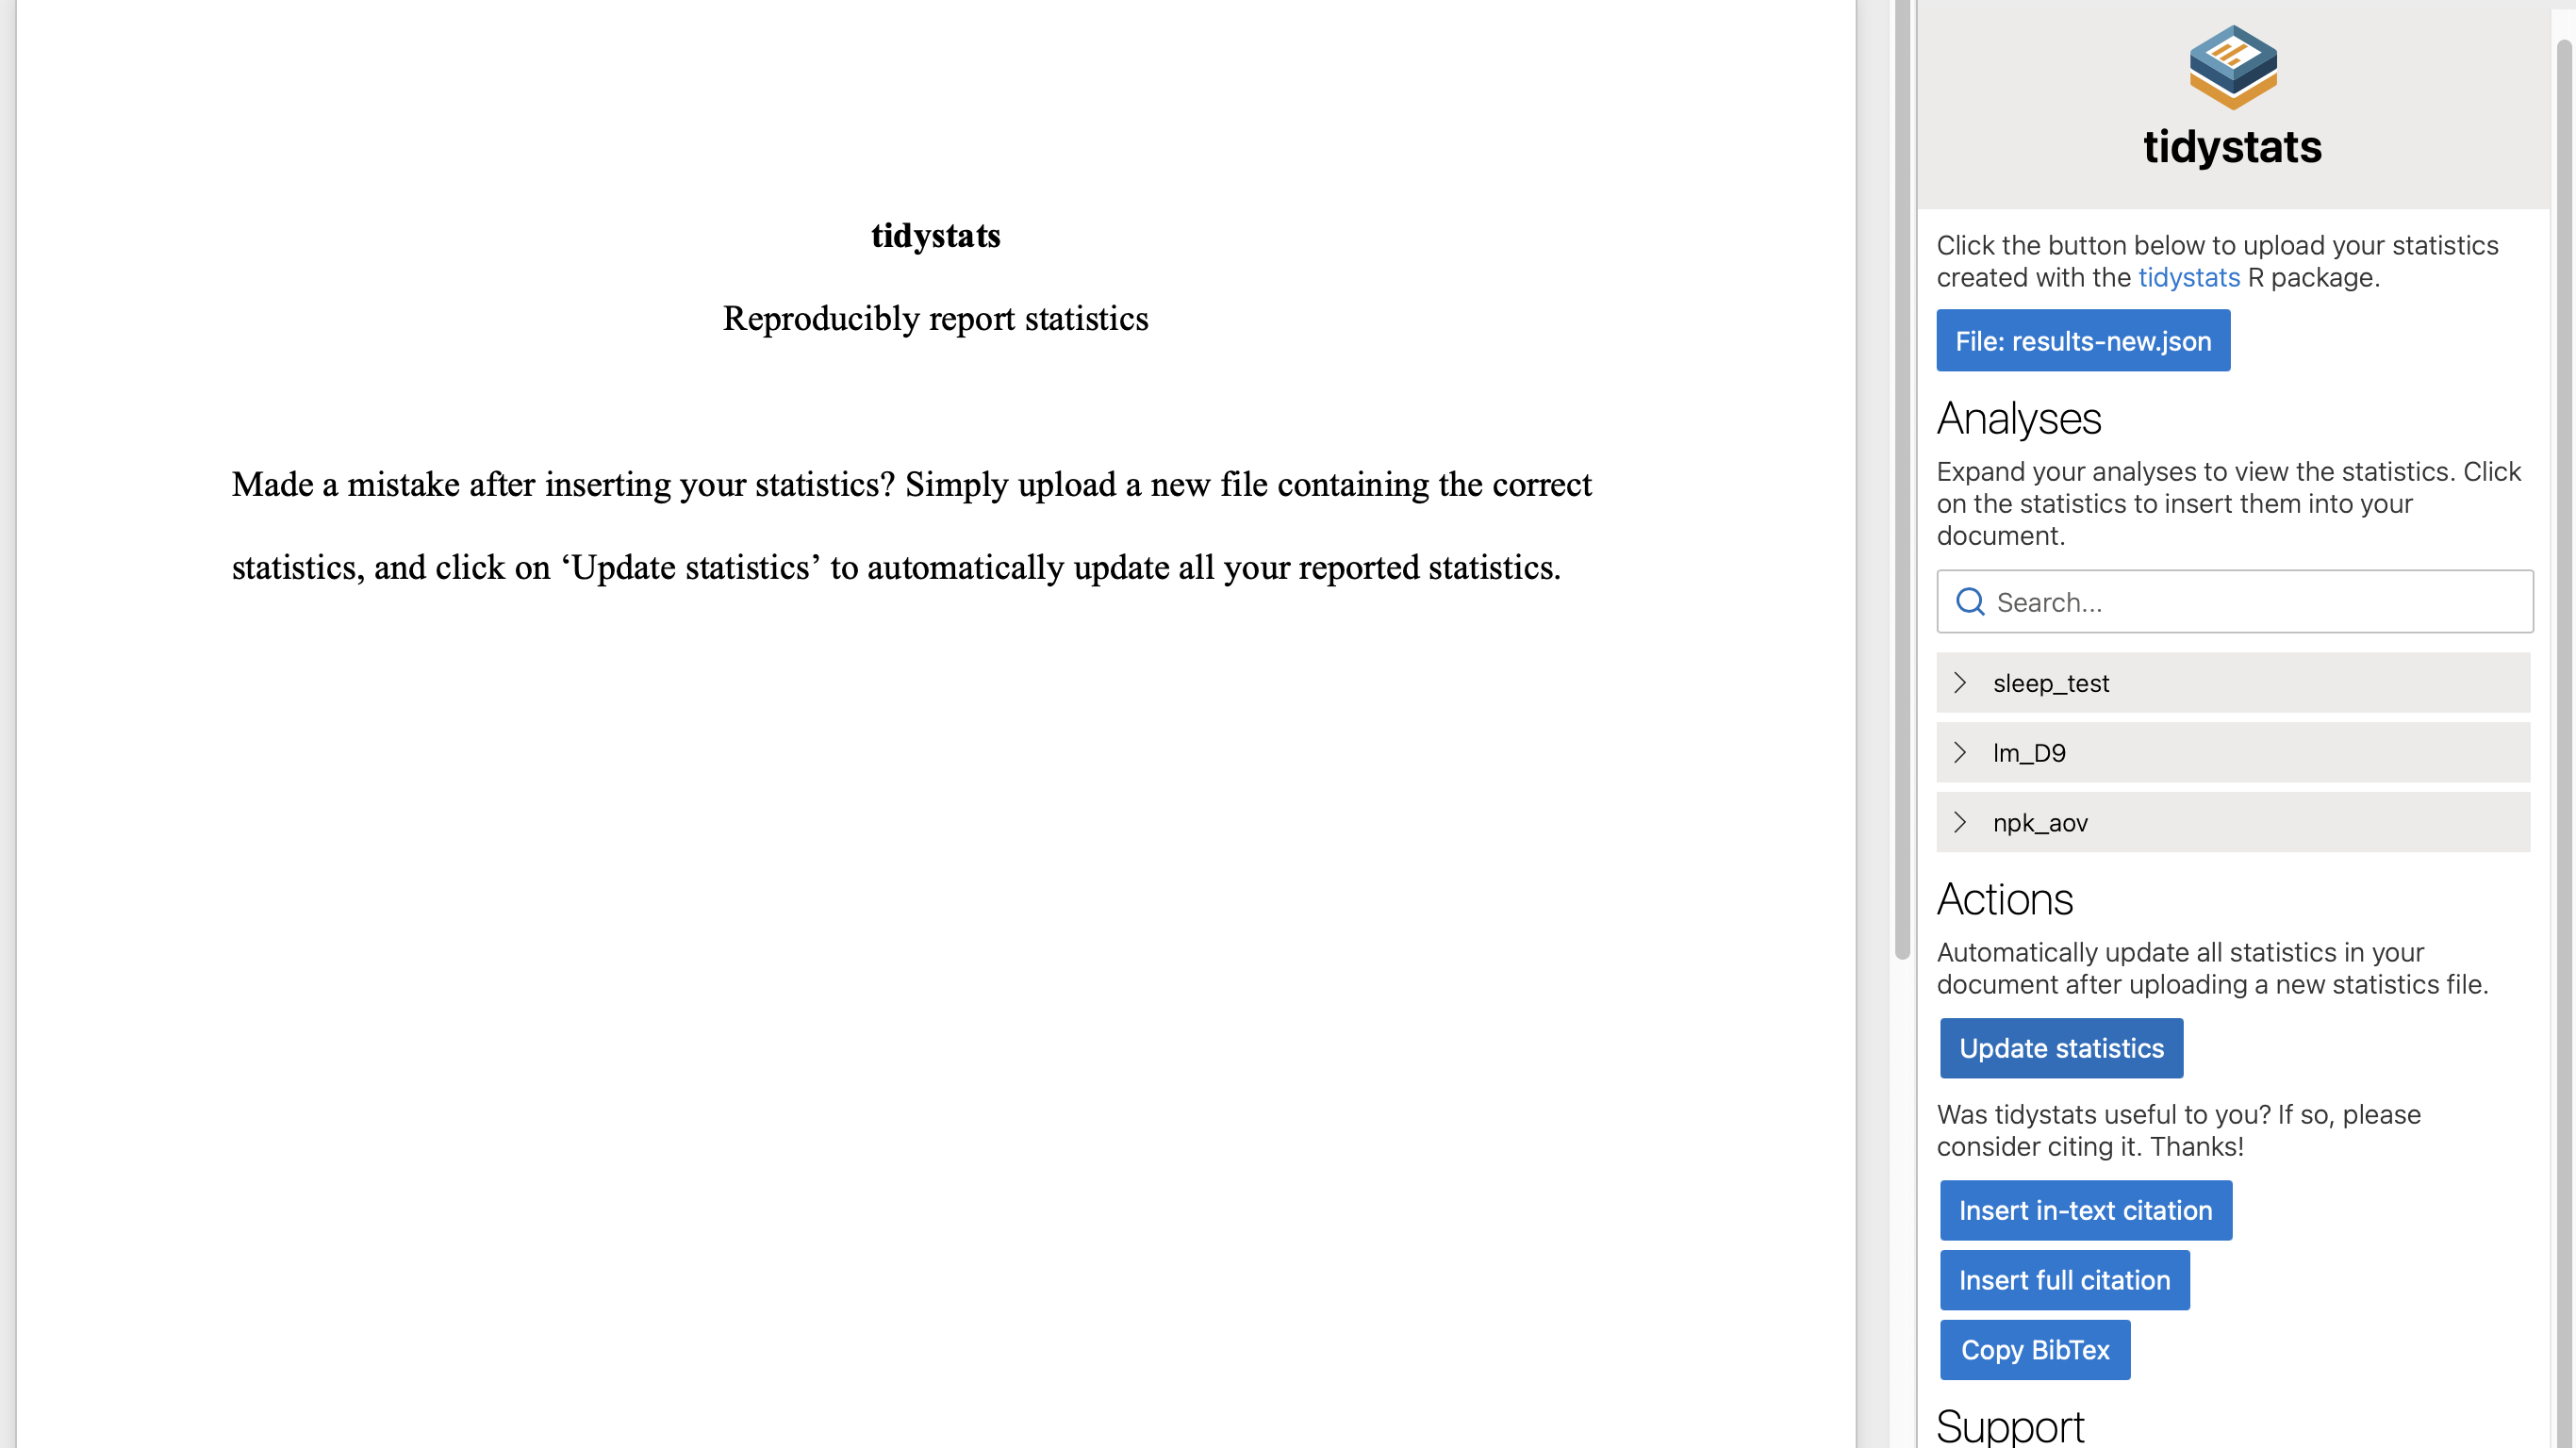 tidystats
Reproducibly report statistics
Made a mistake after inserting your statistics? Simply upload a new file containing the correct
statistics, and click on ‘Update statistics’ to automatically update all your reported statistics.
tidystats
Click the button below to upload your statistics
created with the tidystats R package.
File: results-new.json
Analyses
Expand your analyses to view the statistics. Click
on the statistics to insert them into your
document.
Search...
sleep_test
lm_D9
npk_aov
Actions
Automatically update all statistics in your
document after uploading a new statistics file.
Update statistics
Was tidystats useful to you? If so, please
consider citing it. Thanks!
Insert in-text citation
Insert full citation
Copy BibTex
Support